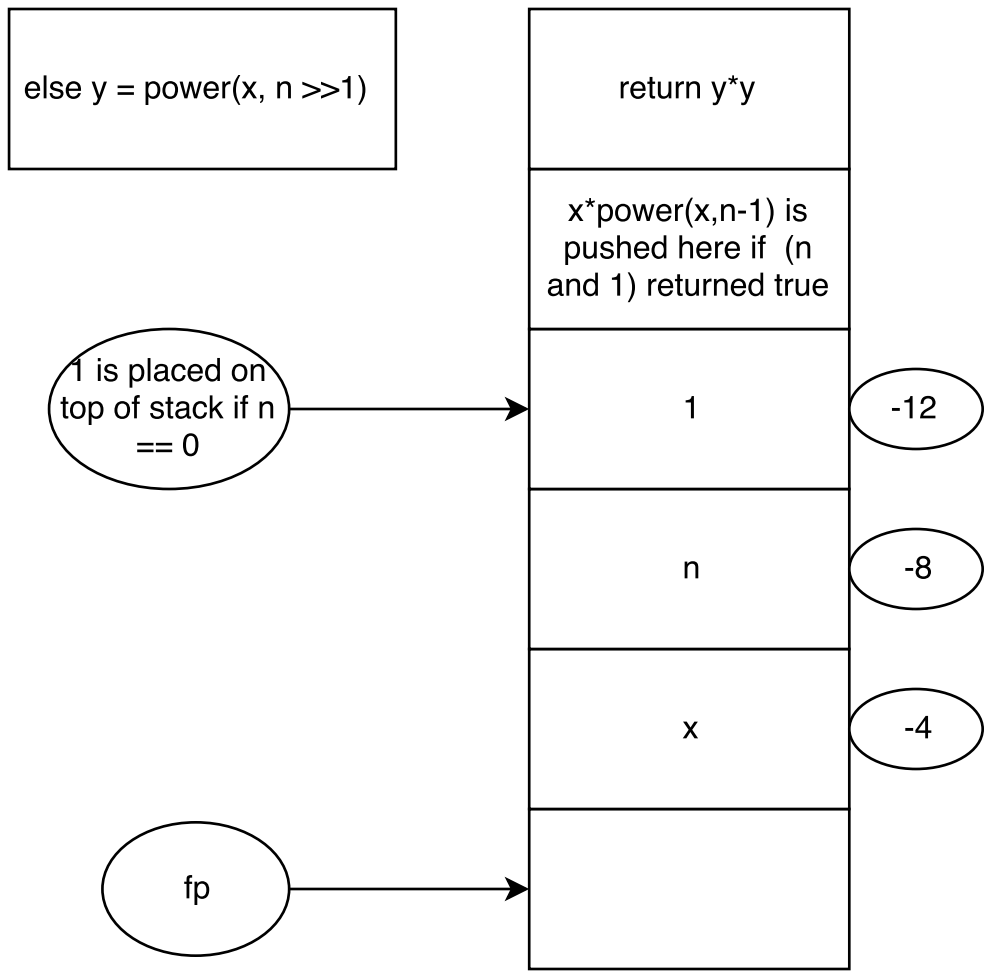 else y = power(x, n >>1)
return y*y
x*power(x,n-1) is
pushed here if  (n
and 1) returned true
1 is placed on
top of stack if n
== 0
1
-12
n
-8
x
-4
fp